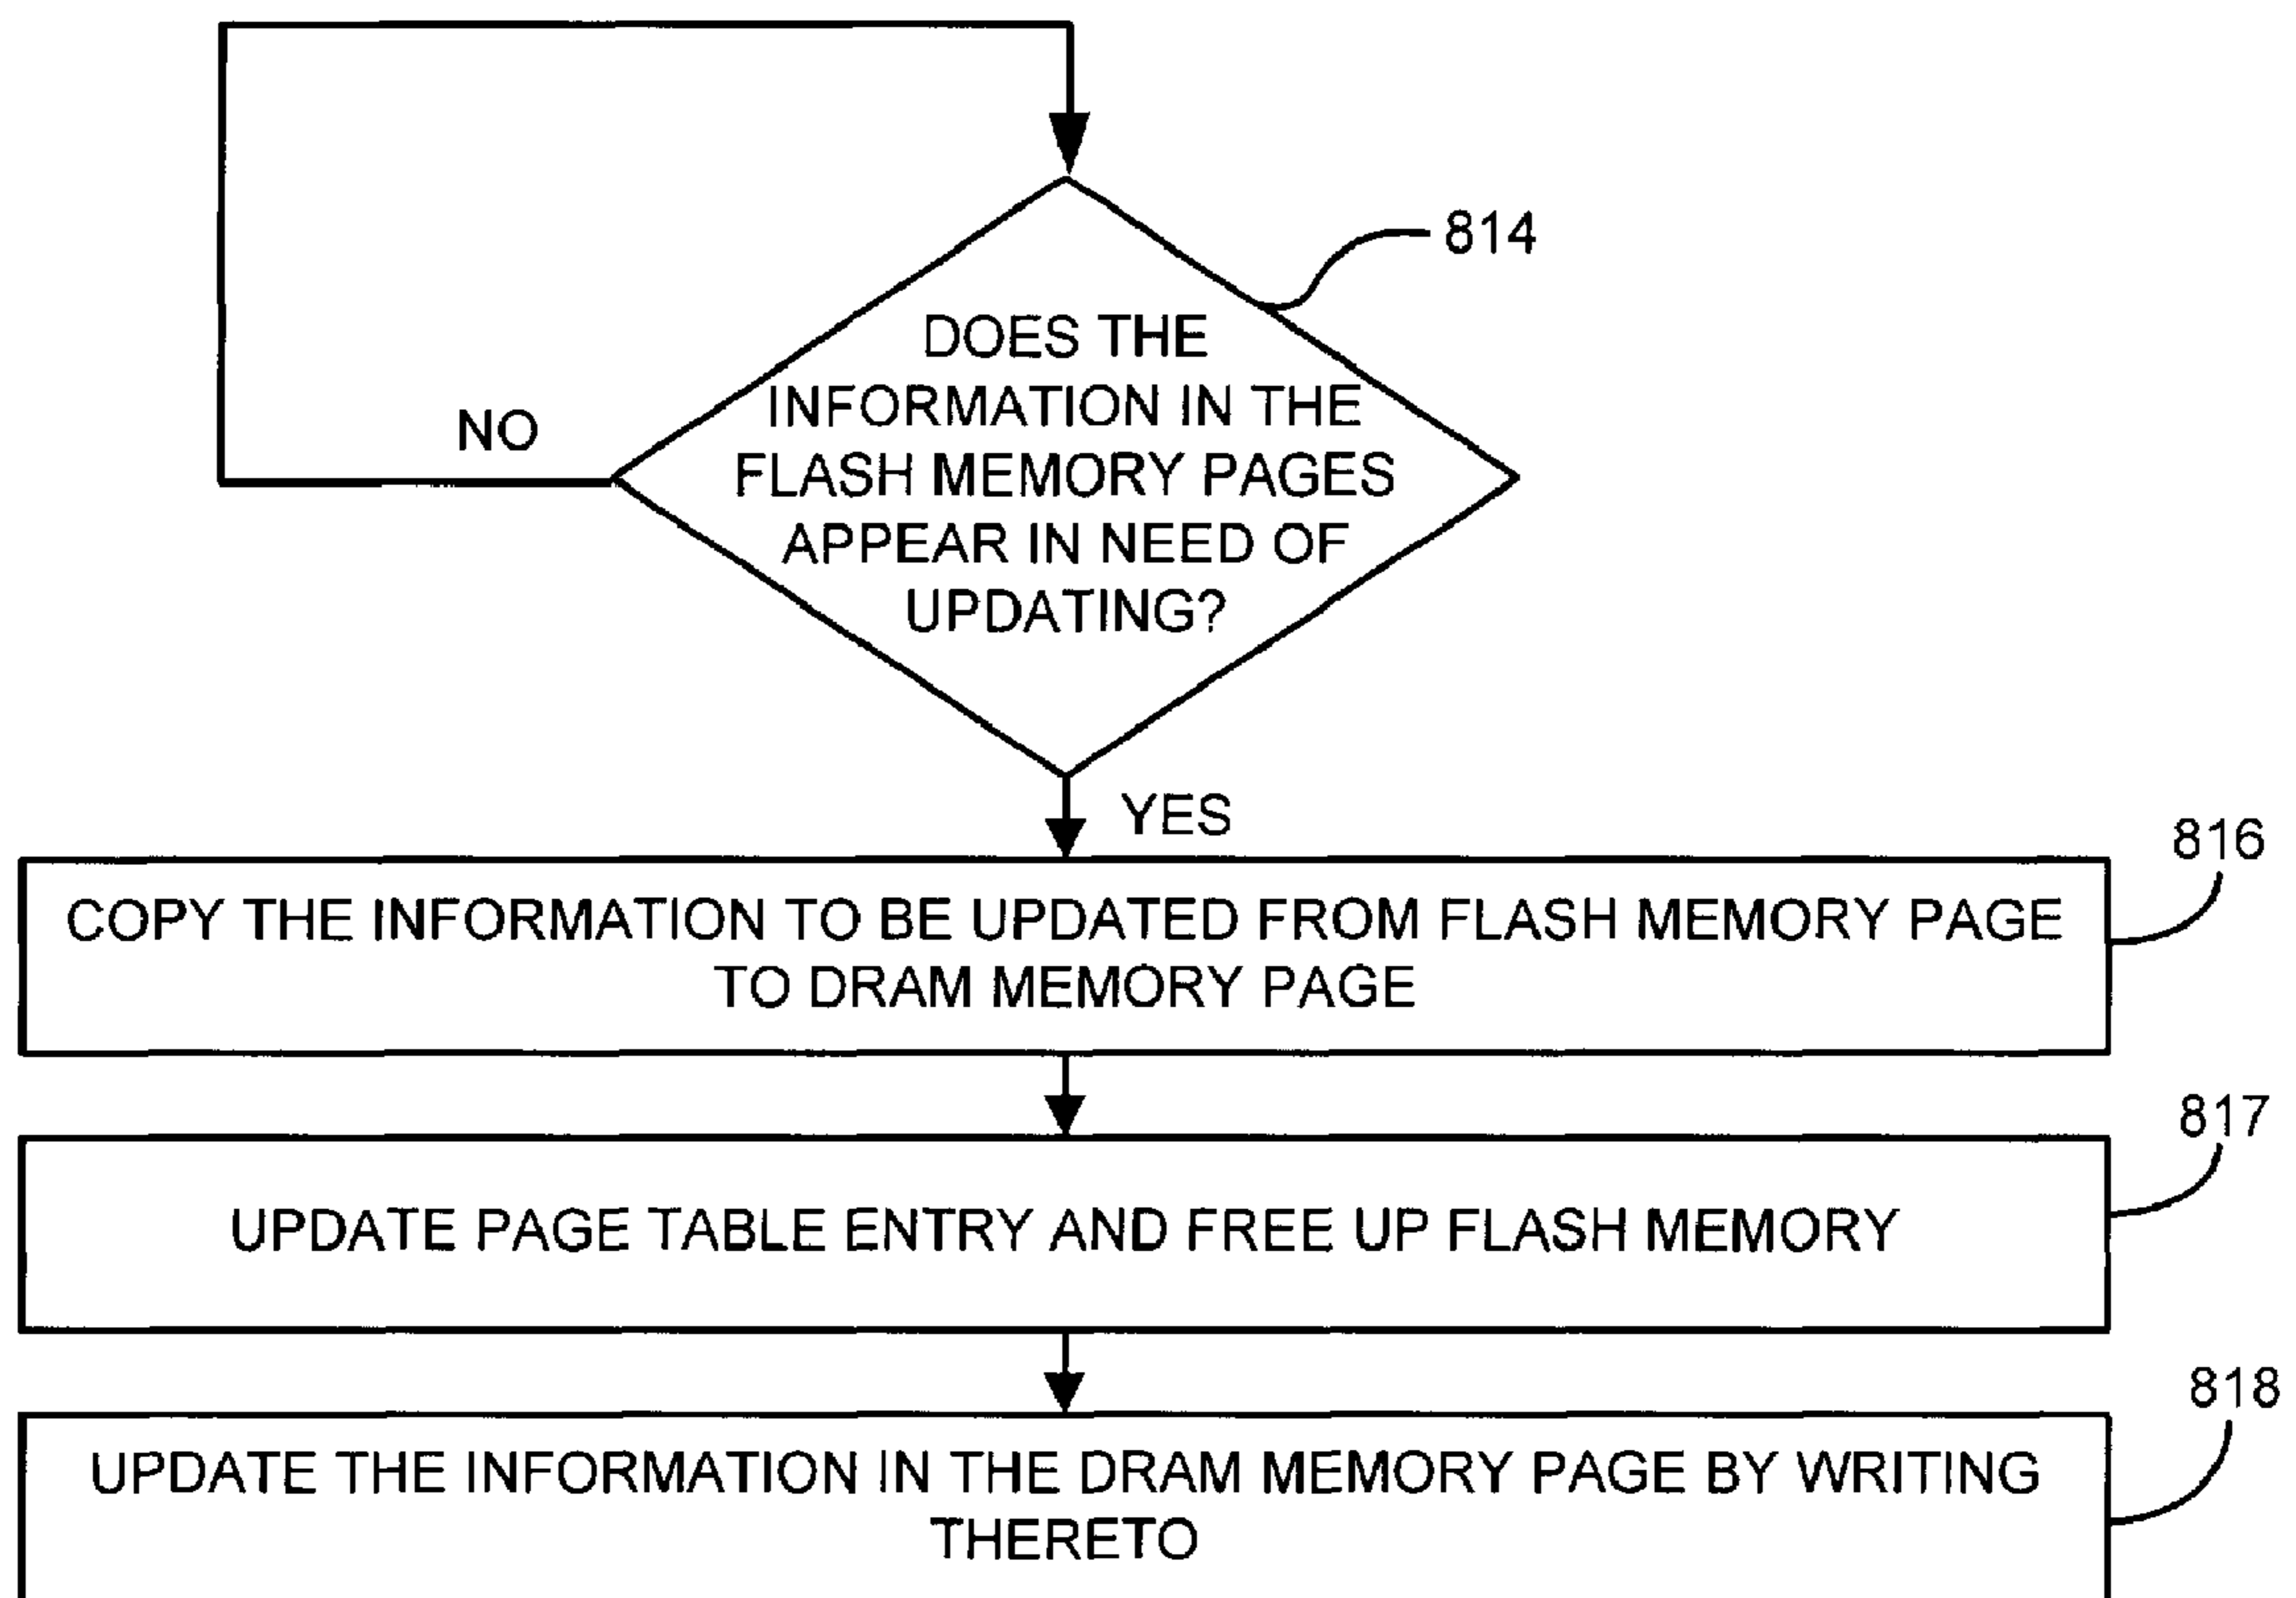 814
DOES THE
INFORMATION IN THE
FLASH MEMORY PAGES
APPEAR IN NEED OF
UPDATING?
NO
YES
816
COPY THE INFORMATION TO BE UPDATED FROM FLASH MEMORY PAGE
TO DRAM MEMORY PAGE
817
UPDATE PAGE TABLE ENTRY AND FREE UP FLASH MEMORY
818
UPDATE THE INFORMATION IN THE DRAM MEMORY PAGE BY WRITING
THERETO